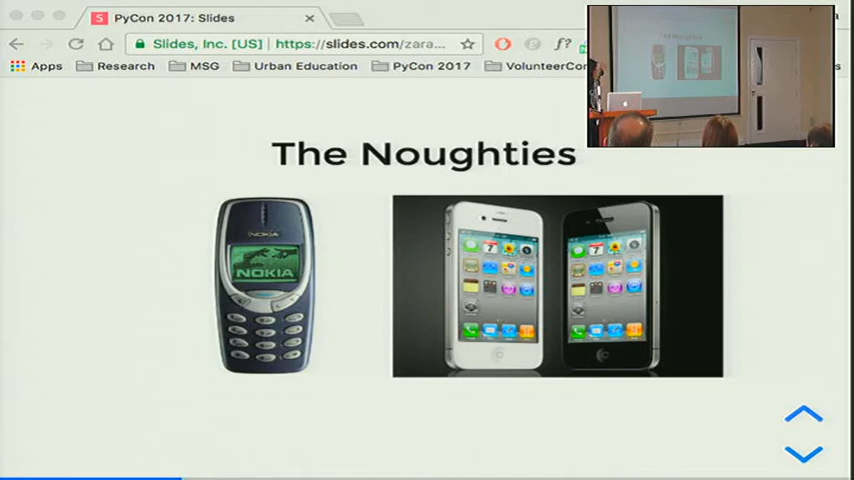 PyCon 2017: Slides
Slides, Inc. [US] https://slides.com/zara...
Apps Research MSG Urban Education PyCon 2017 VolunteerCor
The Noughties
NOKIA
NOKIA